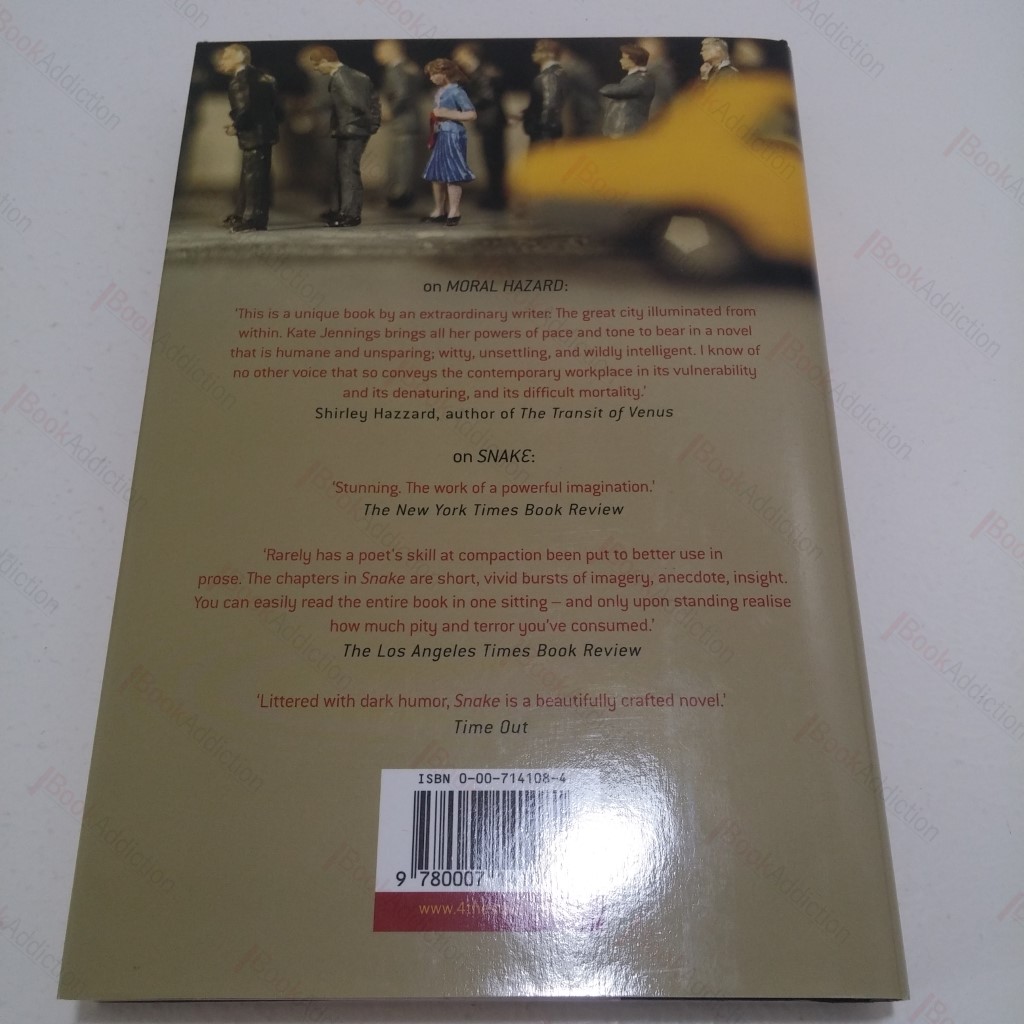 on MORAL HAZARD:
'This is a unique book by an extraordinary writer. The great city illuminated from
within. Kate Jennings brings all her powers of pace and tone to bear in a novel
that is humane and unsparing; witty, unsettling, and wildly intelligent. I know of
no other voice that so conveys the contemporary workplace in its vulnerability
and its denaturing, and its difficult mortality.'
Shirley Hazzard, author of The Transit of Venus
on SNAKE:
'Stunning. The work of a powerful imagination.'
The New York Times Book Review
'Rarely has a poet's skill at compaction been put to better use in
prose. The chapters in Snake are short, vivid bursts of imagery, anecdote, insight.
You can easily read the entire book in one sitting – and only upon standing realise
how much pity and terror you've consumed.'
The Los Angeles Times Book Review
'Littered with dark humor, Snake is a beautifully crafted novel.'
Time Out
ISBN 0-00-714108-4
9 780007
BookAddiction